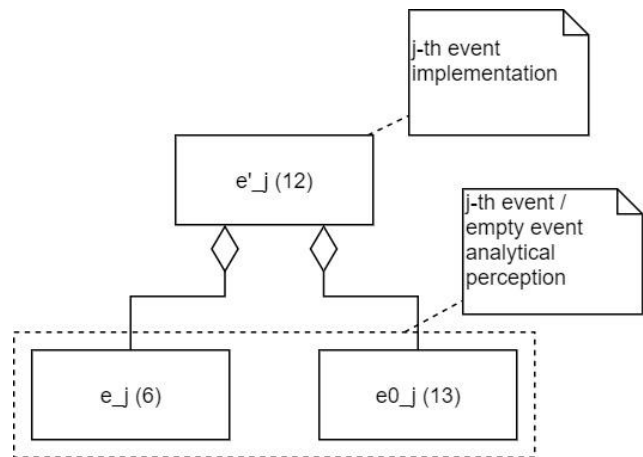 j-th event
implementation
e'_j (12)
j-th event /
empty event
analytical
perception
e_j (6)
e0_j (13)